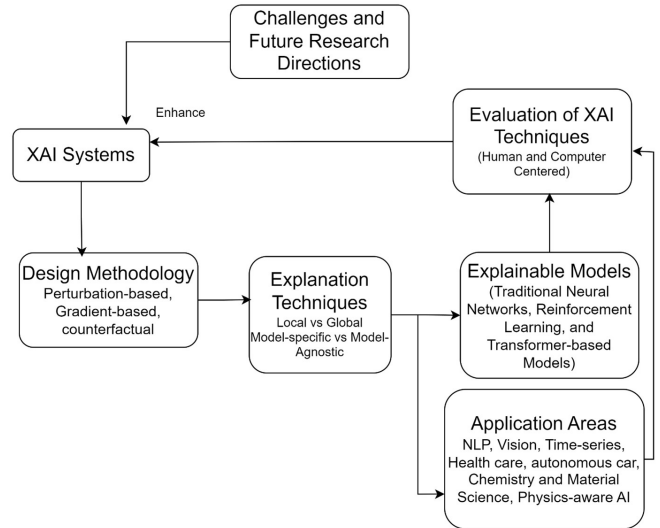 Challenges and
Future Research
Directions
Enhance
XAI Systems
Evaluation of XAI
Techniques
(Human and Computer
Centered)
Design Methodology
Perturbation-based,
Gradient-based,
counterfactual
Explanation
Techniques
Local vs Global
Model-specific vs Model-
Agnostic
Explainable Models
(Traditional Neural
Networks, Reinforcement
Learning, and
Transformer-based
Models)
Application Areas
NLP, Vision, Time-series,
Health care, autonomous car,
Chemistry and Material
Science, Physics-aware AI